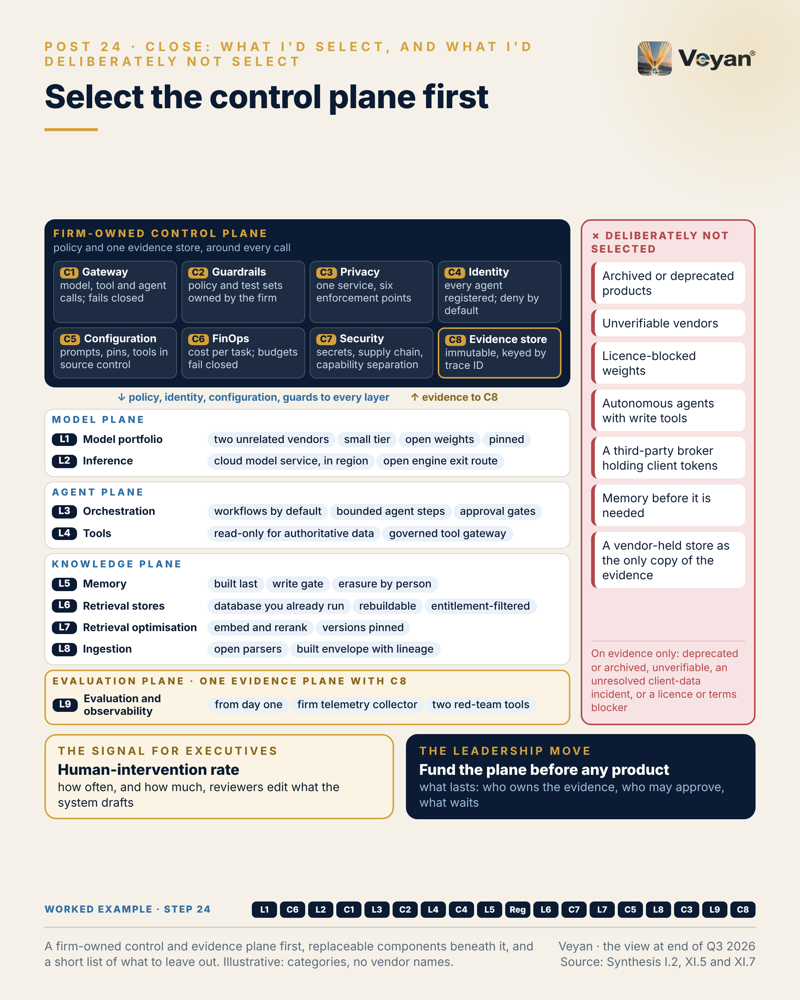 POST 24 · CLOSE: WHAT I'D SELECT, AND WHAT I'D
DELIBERATELY NOT SELECT
Veyan®
Select the control plane first
FIRM-OWNED CONTROL PLANE
policy and one evidence store, around every call
C1 Gateway
model, tool and agent
calls; fails closed
C2 Guardrails
policy and test sets
owned by the firm
C3 Privacy
one service, six
enforcement points
C4 Identity
every agent
registered; deny by
default
C5 Configuration
prompts, pins, tools in
source control
C6 FinOps
cost per task; budgets
fail closed
C7 Security
secrets, supply chain,
capability separation
C8 Evidence store
immutable, keyed by
trace ID
↓ policy, identity, configuration, guards to every layer ↑ evidence to C8
MODEL PLANE
L1 Model portfolio two unrelated vendors small tier open weights pinned
L2 Inference cloud model service, in region open engine exit route
AGENT PLANE
L3 Orchestration workflows by default bounded agent steps approval gates
L4 Tools read-only for authoritative data governed tool gateway
KNOWLEDGE PLANE
L5 Memory built last write gate erasure by person
L6 Retrieval stores database you already run rebuildable entitlement-filtered
L7 Retrieval optimisation embed and rerank versions pinned
L8 Ingestion open parsers built envelope with lineage
EVALUATION PLANE · ONE EVIDENCE PLANE WITH C8
L9 Evaluation and
observability
from day one firm telemetry collector two red-team tools
× DELIBERATELY NOT
SELECTED
Archived or deprecated
products
Unverifiable vendors
Licence-blocked
weights
Autonomous agents
with write tools
A third-party broker
holding client tokens
Memory before it is
needed
A vendor-held store as
the only copy of the
evidence
On evidence only: deprecated
or archived, unverifiable, an
unresolved client-data
incident, or a licence or terms
blocker
THE SIGNAL FOR EXECUTIVES
Human-intervention rate
how often, and how much, reviewers edit what the
system drafts
THE LEADERSHIP MOVE
Fund the plane before any product
what lasts: who owns the evidence, who may approve,
what waits
WORKED EXAMPLE · STEP 24 L1 C6 L2 C1 L3 C2 L4 C4 L5 Reg L6 C7 L7 C5 L8 C3 L9 C8
A firm-owned control and evidence plane first, replaceable components beneath it, and
a short list of what to leave out. Illustrative: categories, no vendor names.
Veyan · the view at end of Q3 2026
Source: Synthesis I.2, XI.5 and XI.7